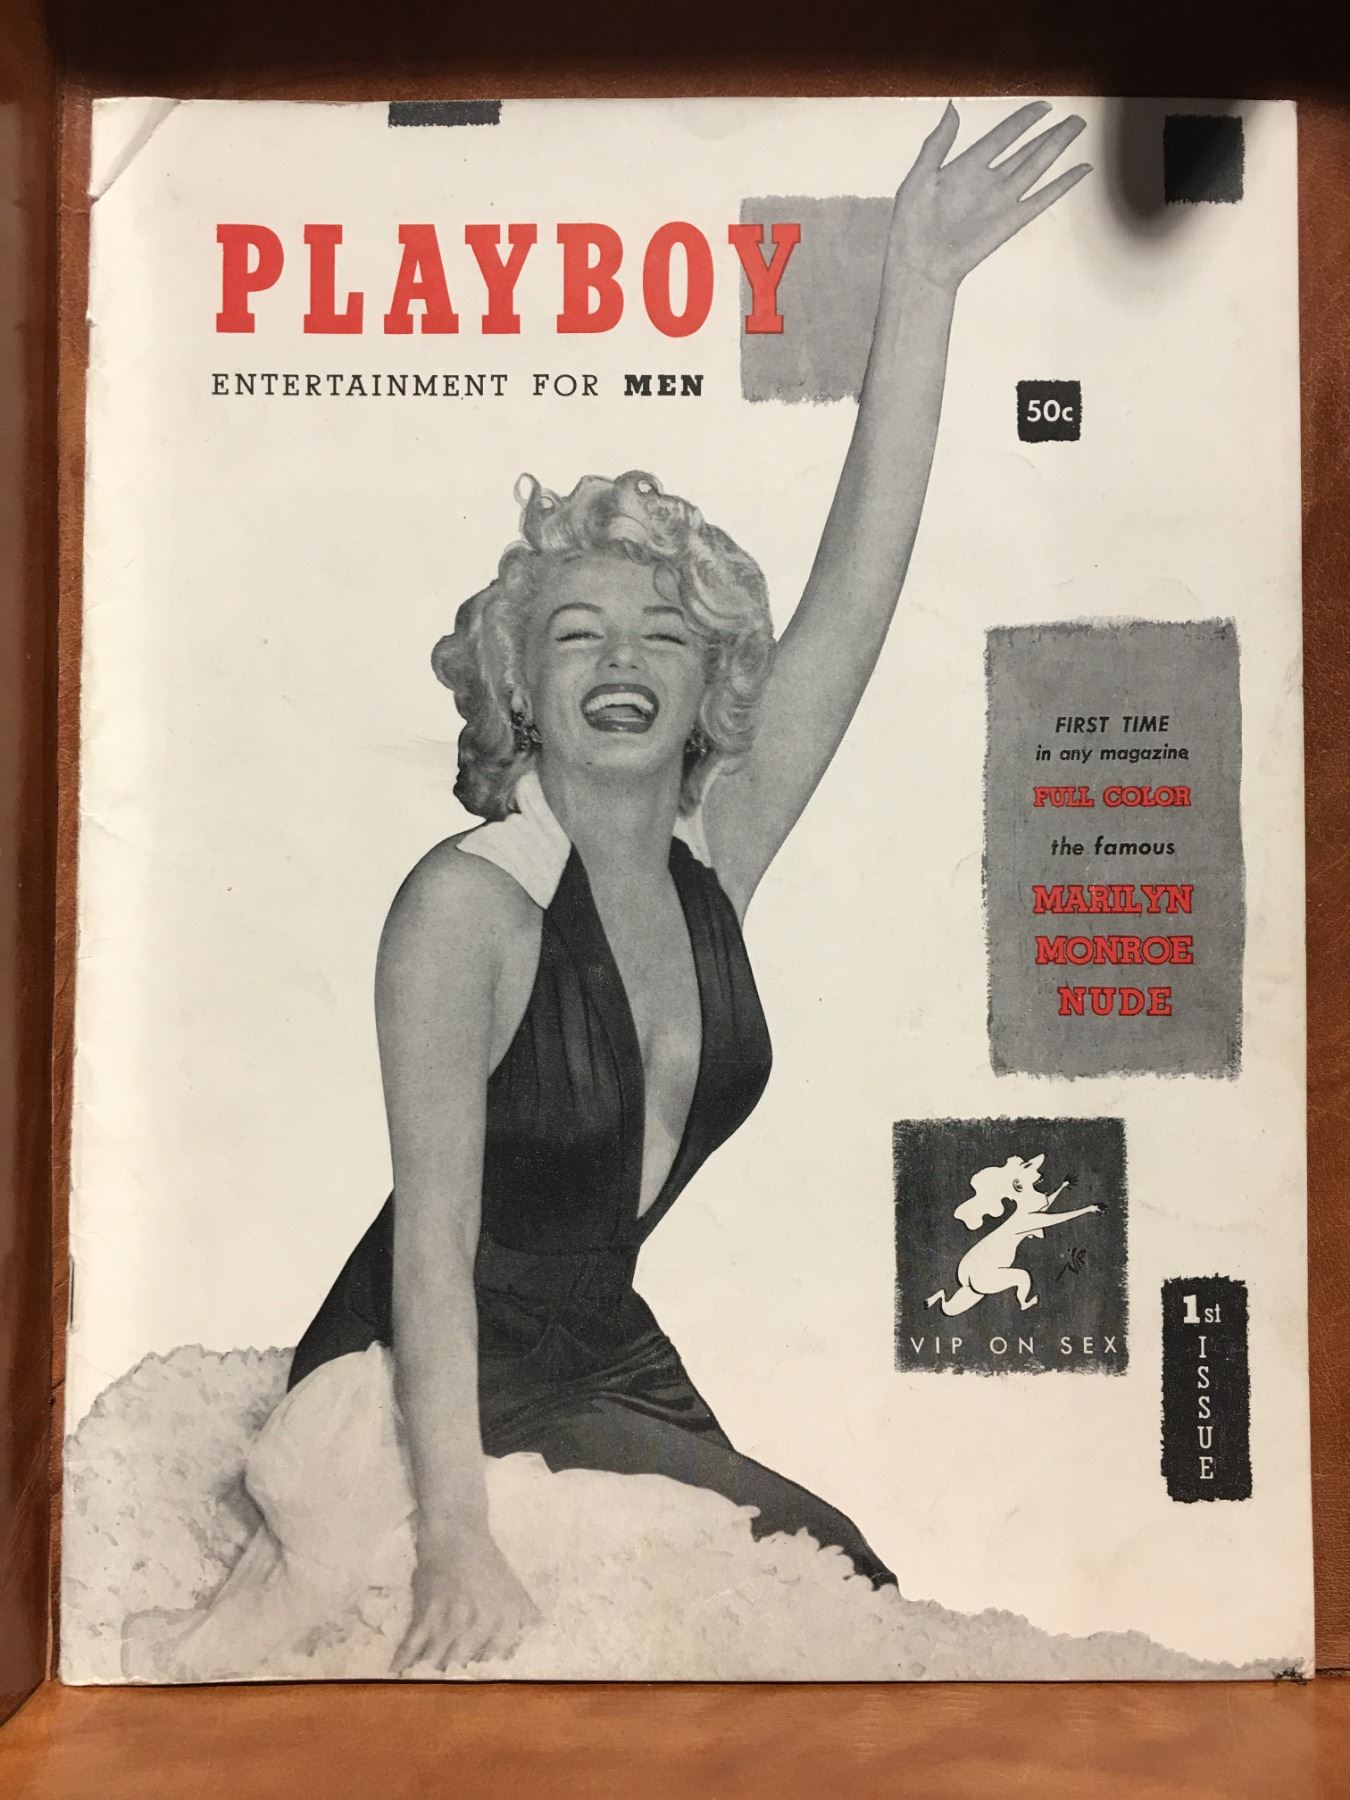 PLAYBOY
ENTERTAINMENT FOR MEN
50c
FIRST TIME
in any magazine
FULL COLOR
the famous
MARILYN
MONROE
NUDE
VIP
VIP ON SEX
1st
ISSUE